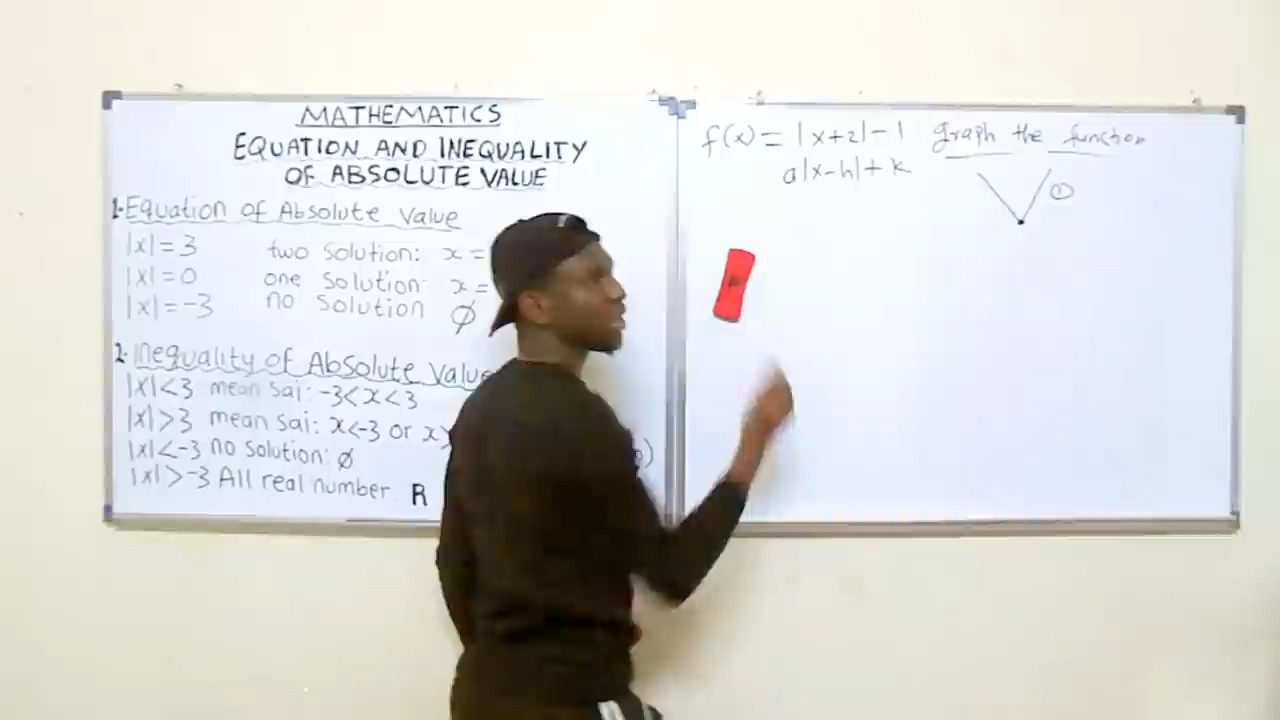 MATHEMATICS
EQUATION AND INEQUALITY
OF ABSOLUTE VALUE
1. Equation of Absolute Value
|x| = 3 two solution: x =
|x| = 0 one solution: x =
|x| = -3 no solution ∅
2. Inequality of Absolute Value
|x| < 3 mean sai: -3 < x < 3
|x| > 3 mean sai: x < -3 or x >
|x| < -3 no solution: ∅
|x| > -3 All real number R
f(x) = |x+2| - 1 graph the function
a|x-h| + k
①